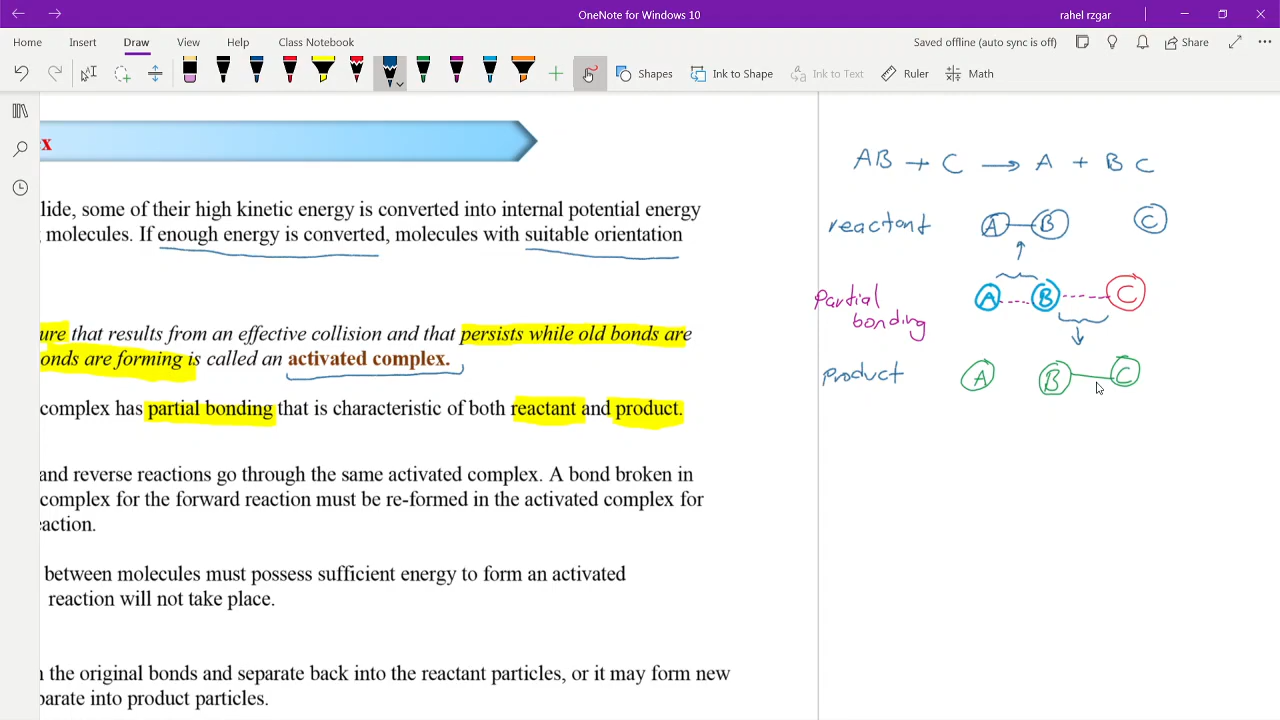 OneNote for Windows 10
rahel rzgar
Home Insert Draw View Help Class Notebook
Saved offline (auto sync is off)
Share
Shapes
Ink to Shape
Ink to Text
Ruler
Math
ex
lide, some of their high kinetic energy is converted into internal potential energy
molecules. If enough energy is converted, molecules with suitable orientation
ure that results from an effective collision and that persists while old bonds are
onds are forming is called an activated complex.
complex has partial bonding that is characteristic of both reactant and product.
and reverse reactions go through the same activated complex. A bond broken in
complex for the forward reaction must be re-formed in the activated complex for
eaction.
between molecules must possess sufficient energy to form an activated
reaction will not take place.
n the original bonds and separate back into the reactant particles, or it may form new
parate into product particles.
AB + C → A + B C
reactant A B C
Partial A B C
bonding
product A B C